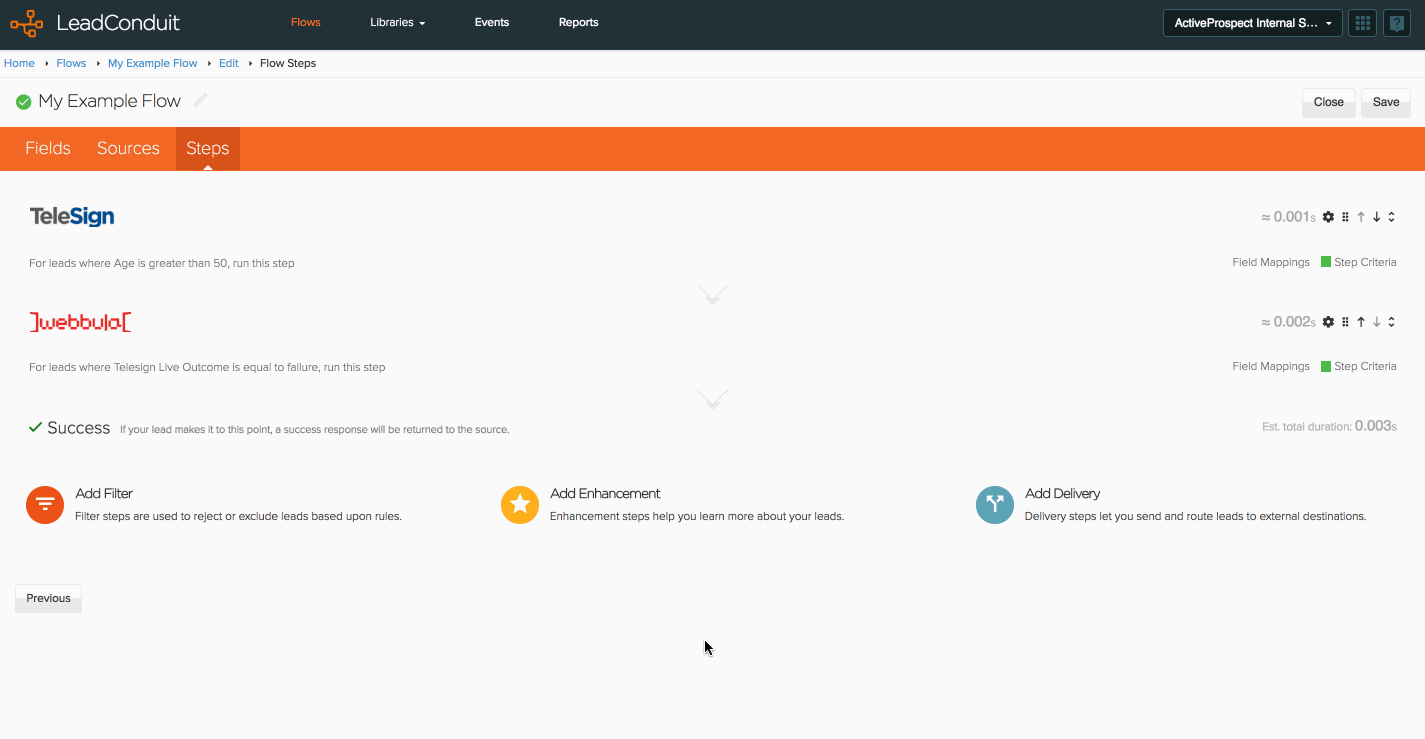 LeadConduit Flows Libraries Events Reports ActiveProspect Internal S... ?
Home Flows My Example Flow Edit Flow Steps
My Example Flow Close Save
Fields Sources Steps
TeleSign ≈ 0.001s
For leads where Age is greater than 50, run this step Field Mappings Step Criteria
]webbula[ ≈ 0.002s
For leads where Telesign Live Outcome is equal to failure, run this step Field Mappings Step Criteria
Success If your lead makes it to this point, a success response will be returned to the source. Est. total duration: 0.003s
Add Filter Add Enhancement Add Delivery
Filter steps are used to reject or exclude leads based upon rules. Enhancement steps help you learn more about your leads. Delivery steps let you send and route leads to external destinations.
Previous